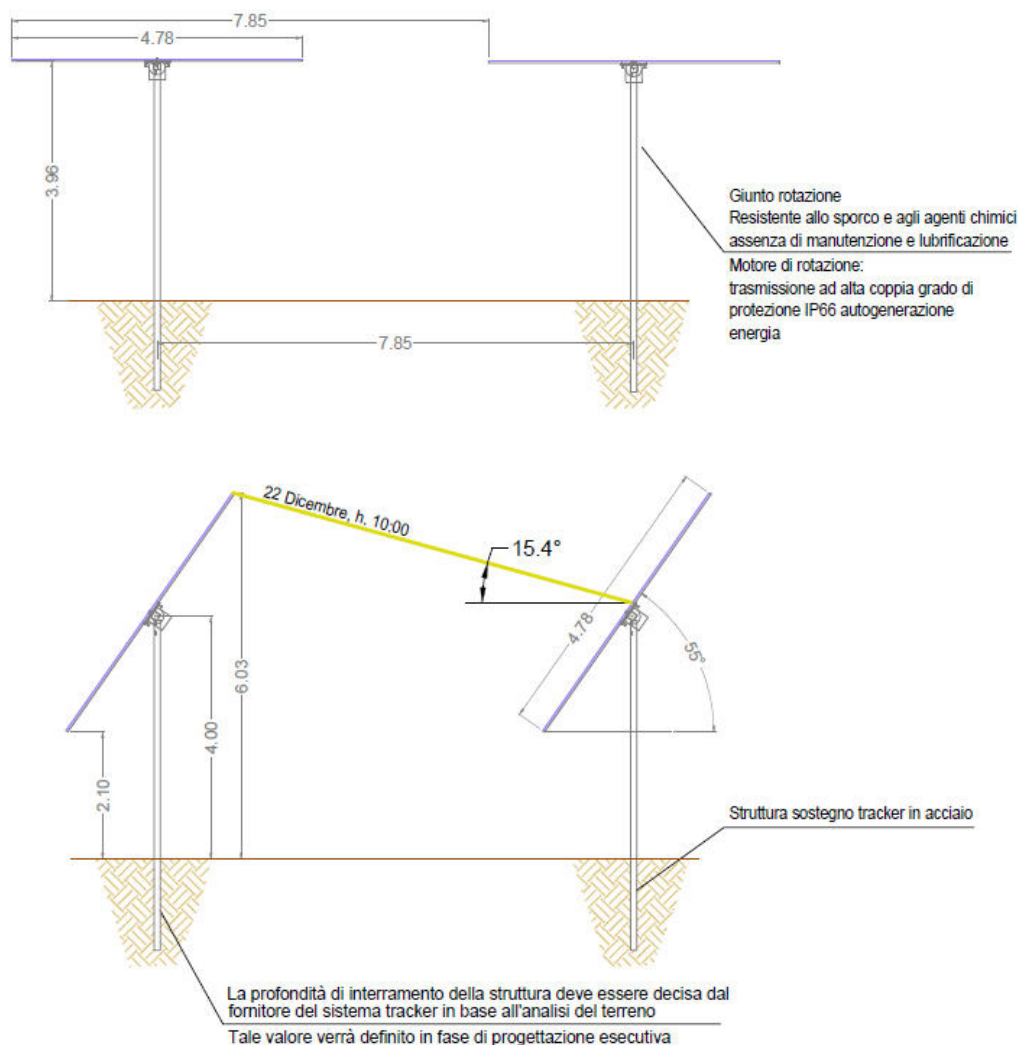 7.85
4.78
3.96
Giunto rotazione
Resistente allo sporco e agli agenti chimici
assenza di manutenzione e lubrificazione
Motore di rotazione:
trasmissione ad alta coppia grado di
protezione IP66 autogenerazione
energia
7.85
22 Dicembre, h. 10:00
15.4°
4.78
55°
6.03
4.00
2.10
Struttura sostegno tracker in acciaio
La profondità di interramento della struttura deve essere decisa dal
fornitore del sistema tracker in base all'analisi del terreno
Tale valore verrà definito in fase di progettazione esecutiva